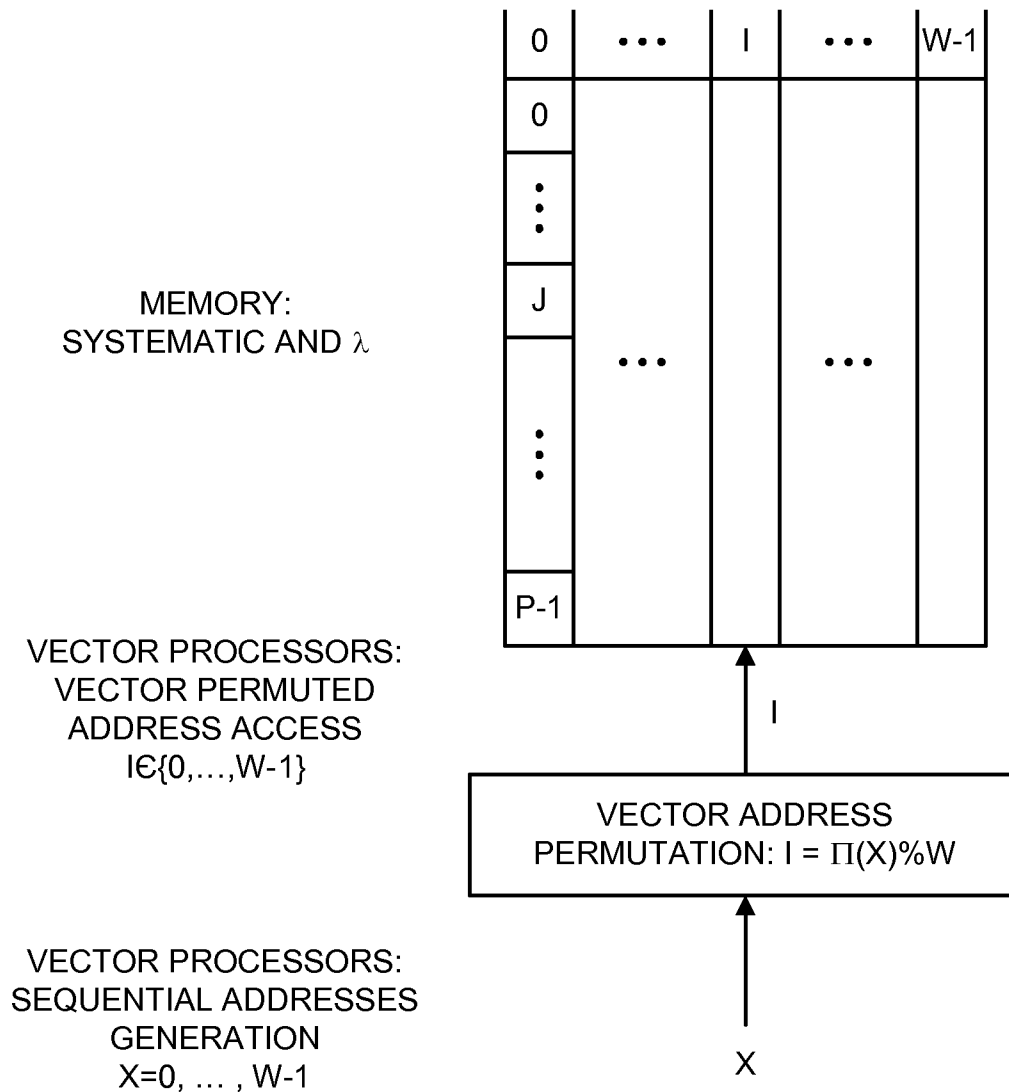 0 ••• I ••• W-1
0
⋮
J
MEMORY:
SYSTEMATIC AND λ
••• •••
⋮
P-1
VECTOR PROCESSORS:
VECTOR PERMUTED
ADDRESS ACCESS
IЄ{0,...,W-1}
I
VECTOR ADDRESS
PERMUTATION: I = Π(X)%W
VECTOR PROCESSORS:
SEQUENTIAL ADDRESSES
GENERATION
X=0, ... , W-1
X